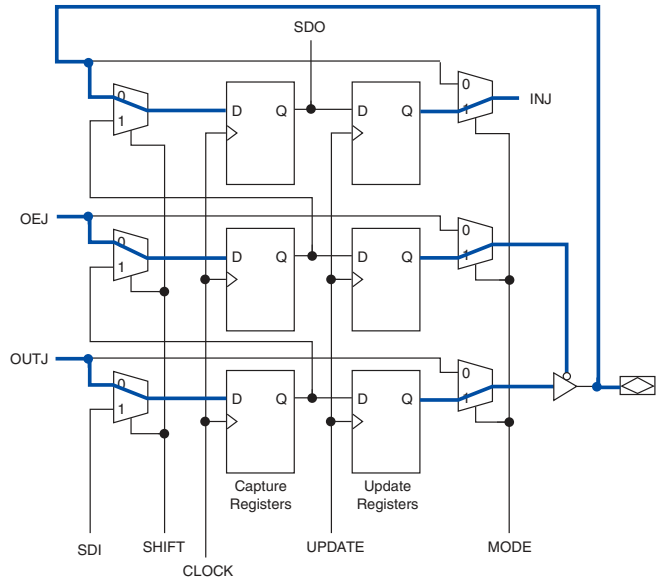 SDO
0
1
D Q
D Q
0
1
INJ
OEJ
0
1
D Q
D Q
0
1
OUTJ
0
1
D Q
D Q
0
1
Capture
Registers
Update
Registers
SDI
SHIFT
CLOCK
UPDATE
MODE